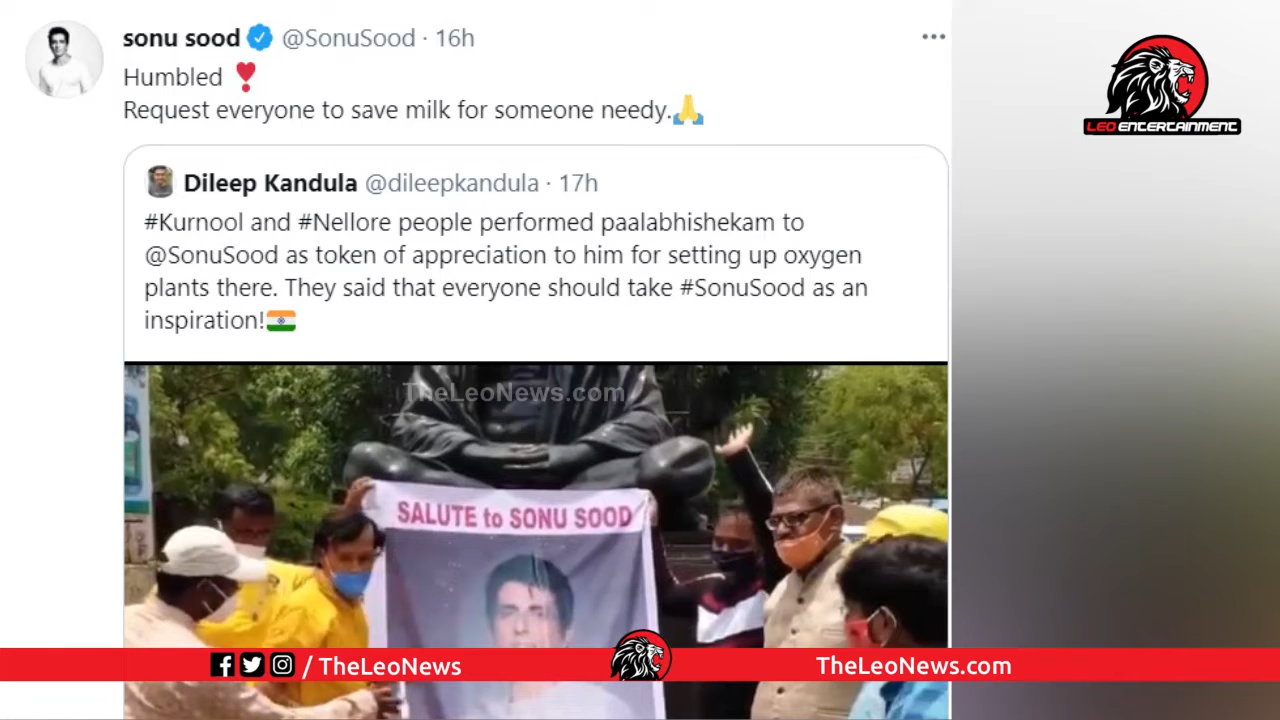 sonu sood @SonuSood · 16h
Humbled ❣️
Request everyone to save milk for someone needy.🙏
LEO ENTERTAINMENT
Dileep Kandula @dileepkandula · 17h
#Kurnool and #Nellore people performed paalabhishekam to
@SonuSood as token of appreciation to him for setting up oxygen
plants there. They said that everyone should take #SonuSood as an
inspiration!🇮🇳
TheLeoNews.com
SALUTE to SONU SOOD
/ TheLeoNews
TheLeoNews.com